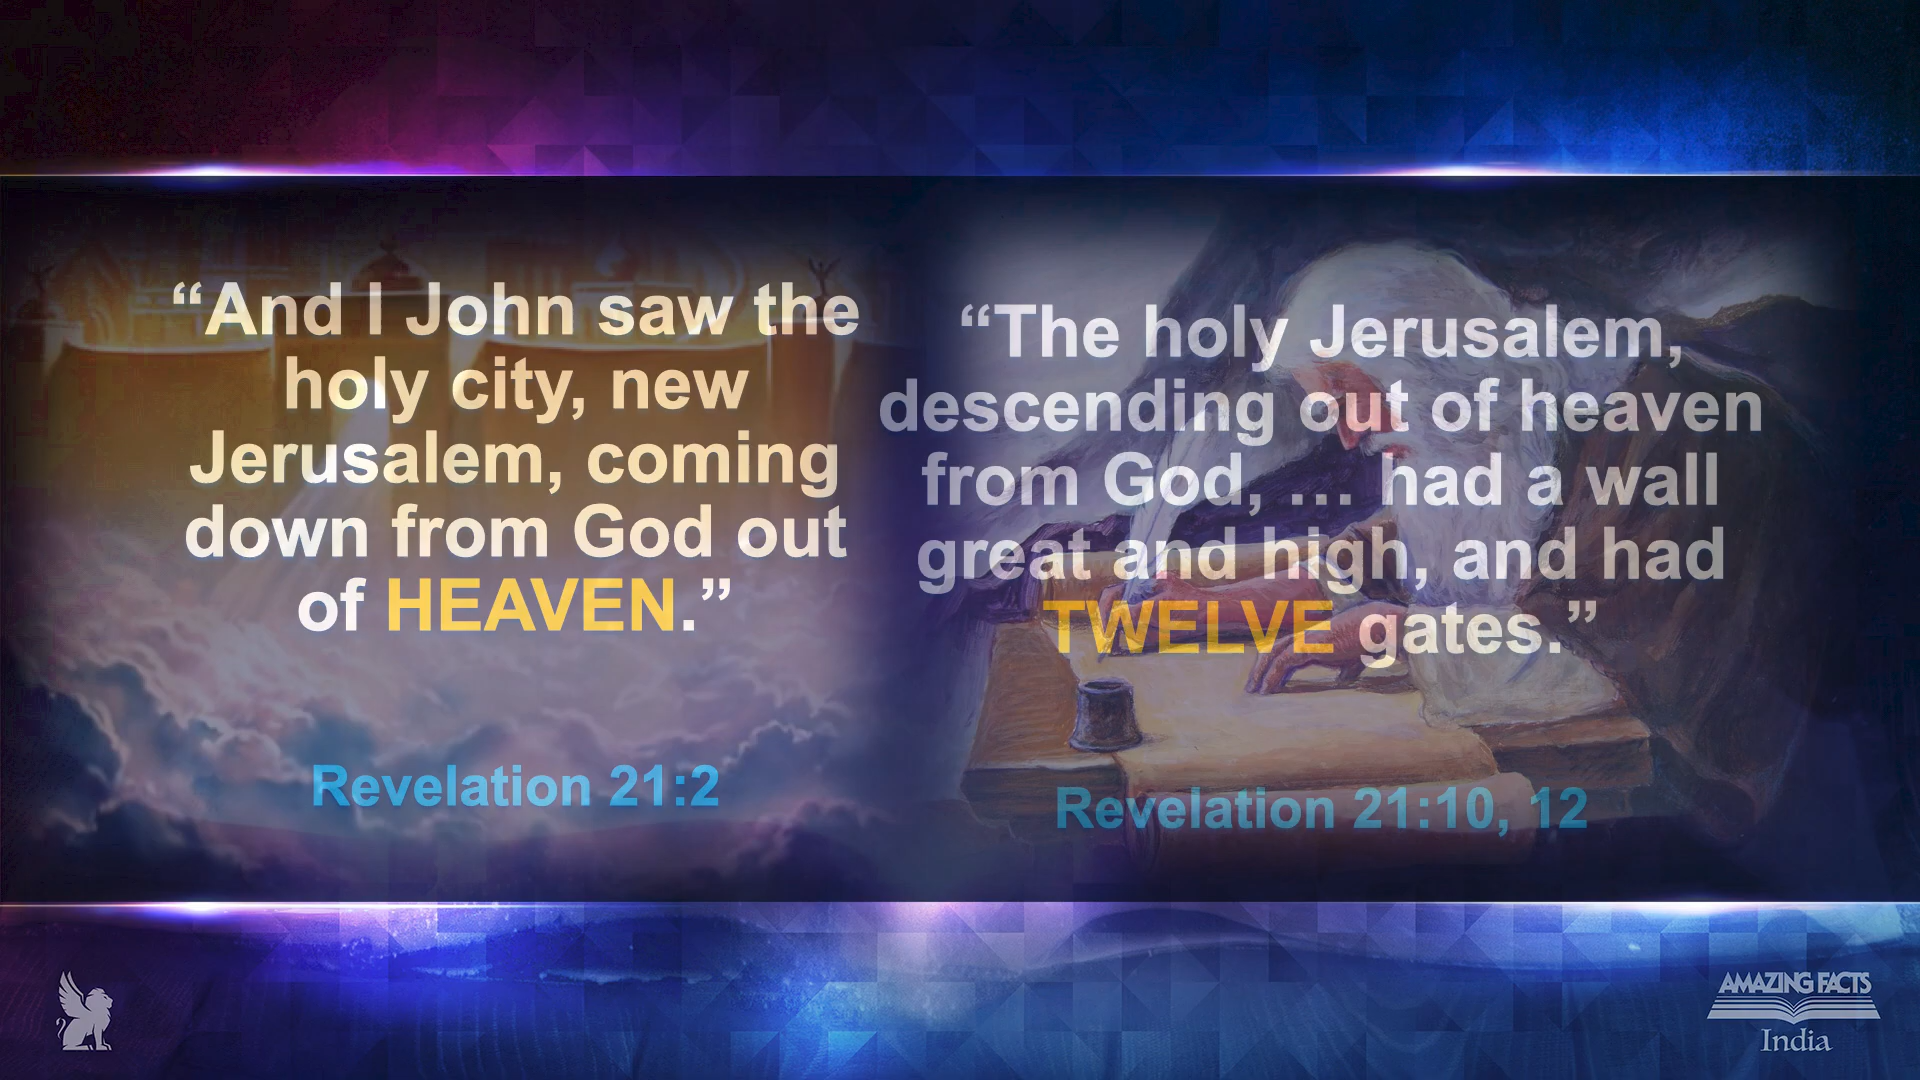 “And I John saw the
holy city, new
Jerusalem, coming
down from God out
of HEAVEN.”
Revelation 21:2
“The holy Jerusalem,
descending out of heaven
from God, … had a wall
great and high, and had
TWELVE gates.”
Revelation 21:10, 12
AMAZING FACTS
India